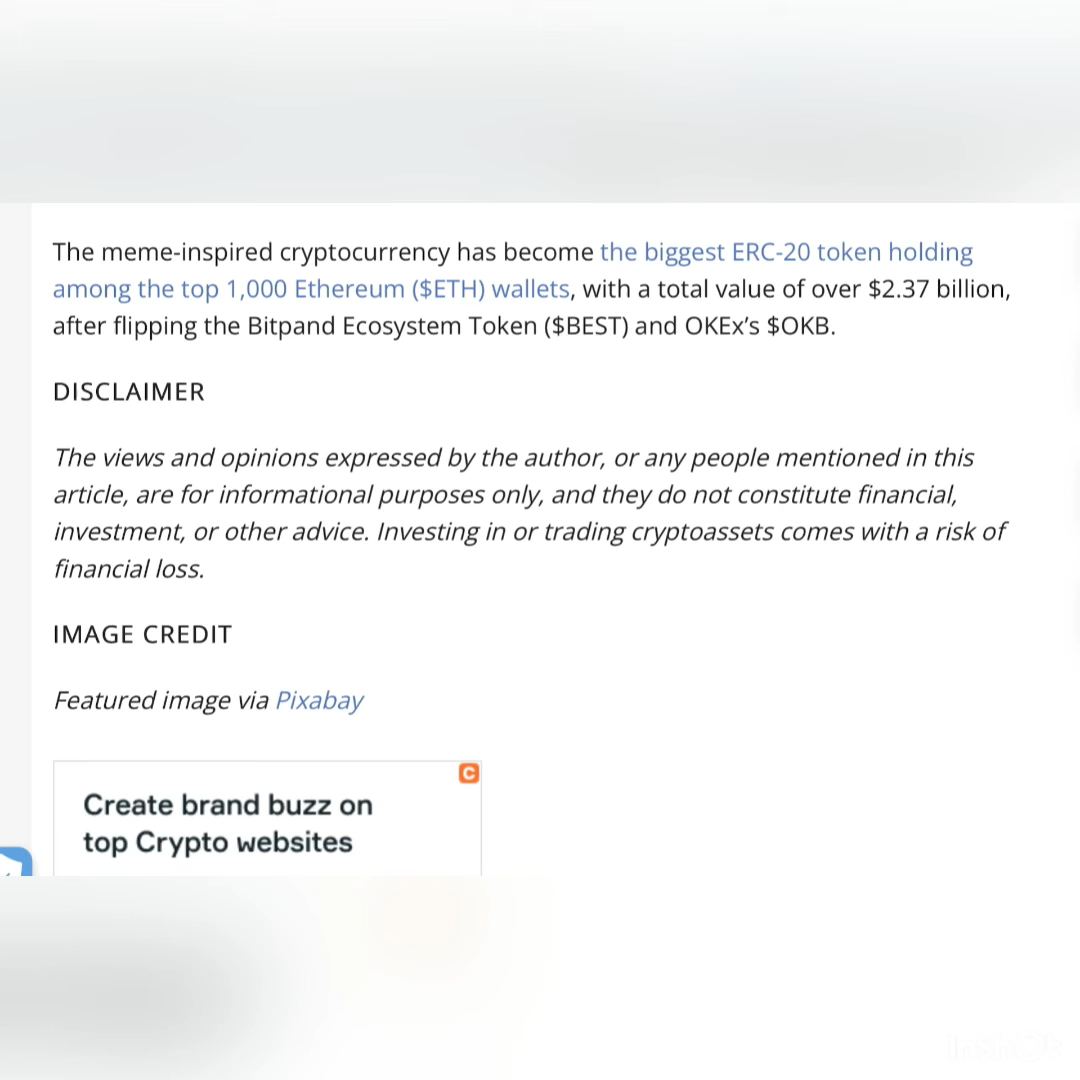 The meme-inspired cryptocurrency has become the biggest ERC-20 token holding
among the top 1,000 Ethereum ($ETH) wallets, with a total value of over $2.37 billion,
after flipping the Bitpand Ecosystem Token ($BEST) and OKEx’s $OKB.
DISCLAIMER
The views and opinions expressed by the author, or any people mentioned in this
article, are for informational purposes only, and they do not constitute financial,
investment, or other advice. Investing in or trading cryptoassets comes with a risk of
financial loss.
IMAGE CREDIT
Featured image via Pixabay
C
Create brand buzz on
top Crypto websites